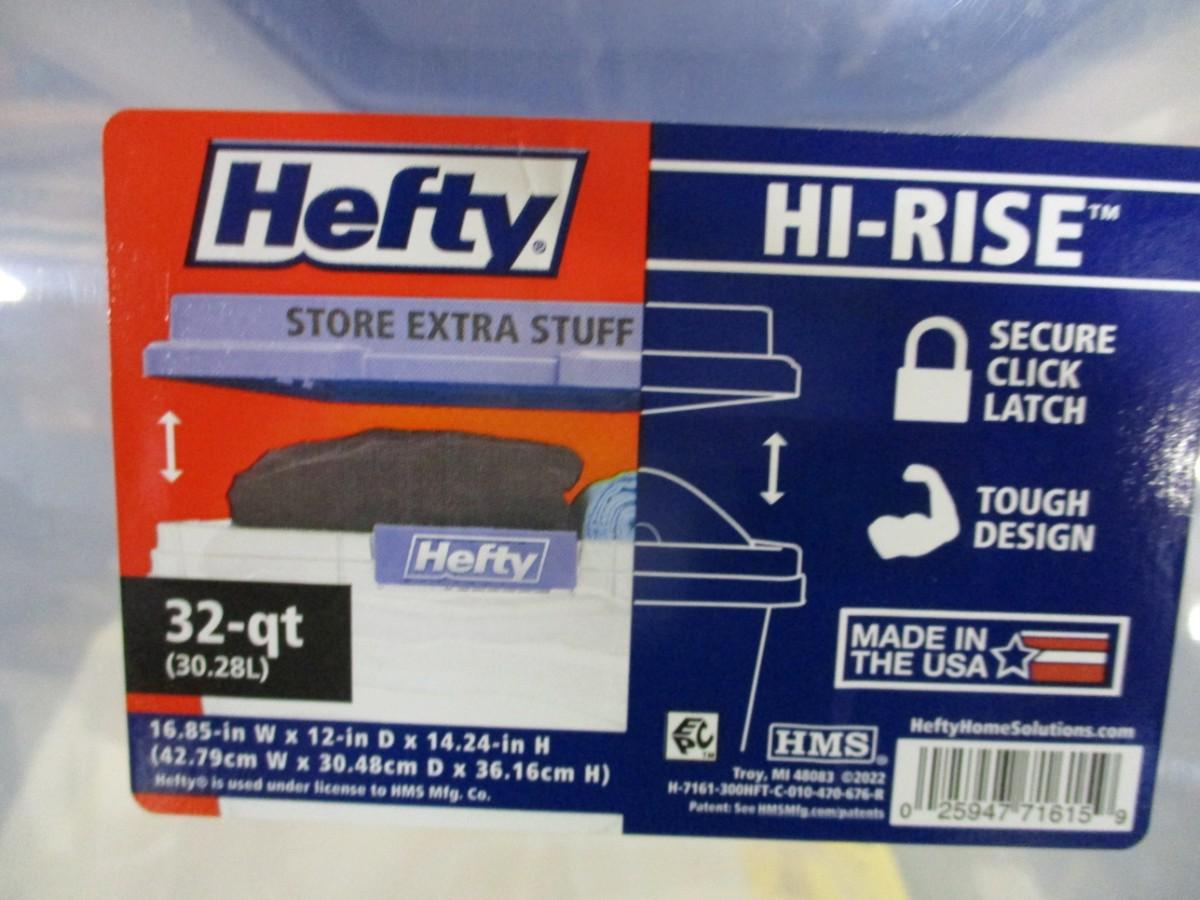 Hefty®
HI-RISE™
STORE EXTRA STUFF
SECURE
CLICK
LATCH
TOUGH
DESIGN
Hefty
32-qt
(30.28L)
MADE IN
THE USA
16.85-in W x 12-in D x 14.24-in H
(42.79cm W x 30.48cm D x 36.16cm H)
Hefty® is used under license to HMS Mfg. Co.
EPC™
HMS®
Troy, MI 48083 ©2022
H-7161-300HFT-C-010-470-676-R
Patent: See HMSMfg.com/patents
HeftyHomeSolutions.com
0 25947 71615 9